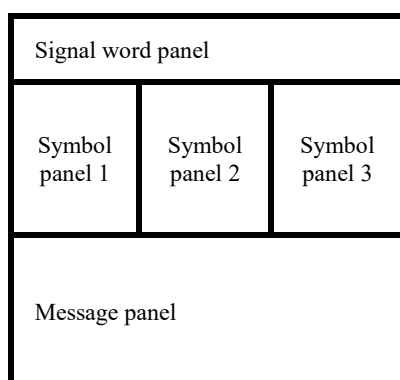 Signal word panel
Symbol
panel 1
Symbol
panel 2
Symbol
panel 3
Message panel